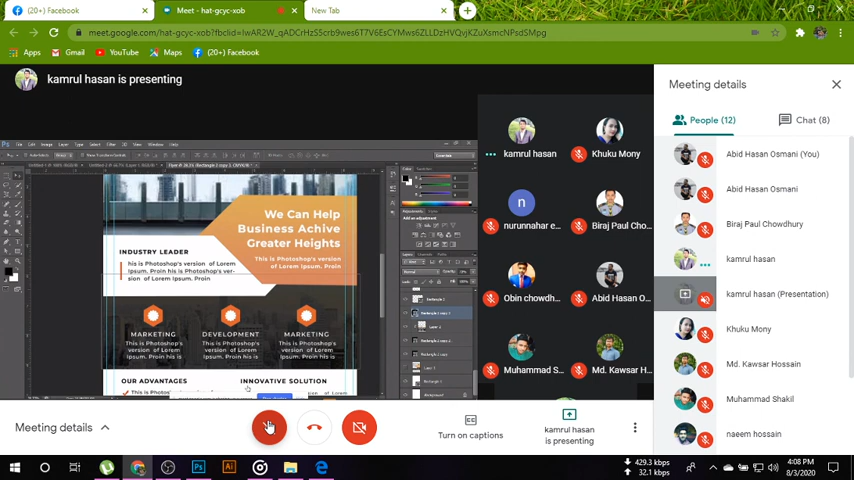 (20+) Facebook
Meet - hat-gcyc-xob
New Tab
meet.google.com/hat-gcyc-xob?fbclid=IwAR2W_qADCrHzS5crb9wes6T7V6EsCYMws6ZLLDzHVQvjKZuXsmcNPsdSMpg
Apps
Gmail
YouTube
Maps
(20+) Facebook
kamrul hasan is presenting
We Can Help
Business Achive
Greater Heights
This is Photoshop's version
of Lorem Ipsum. Proin
INDUSTRY LEADER
his is Photoshop's version of Lorem
Ipsum. Proin his is Photoshop's ver-
sion of Lorem Ipsum. Proin
MARKETING
DEVELOPMENT
MARKETING
This is Photoshop's
version of Lorem
Ipsum. Proin his is
This is Photoshop's
version of Lorem
Ipsum. Proin his is
This is Photoshop's
version of Lorem
Ipsum. Proin his is
OUR ADVANTAGES
INNOVATIVE SOLUTION
kamrul hasan
Khuku Mony
n
nurunnahar e...
Biraj Paul Cho...
Obin chowdh...
Abid Hasan O...
Muhammad S...
Md. Kawsar H...
Meeting details
People (12)
Chat (8)
Abid Hasan Osmani (You)
Abid Hasan Osmani
Biraj Paul Chowdhury
kamrul hasan
kamrul hasan (Presentation)
Khuku Mony
Md. Kawsar Hossain
Muhammad Shakil
naeem hossain
Meeting details
Turn on captions
kamrul hasan
is presenting
Ps
Ai
429.3 kbps
32.1 kbps
4:08 PM
8/3/2020